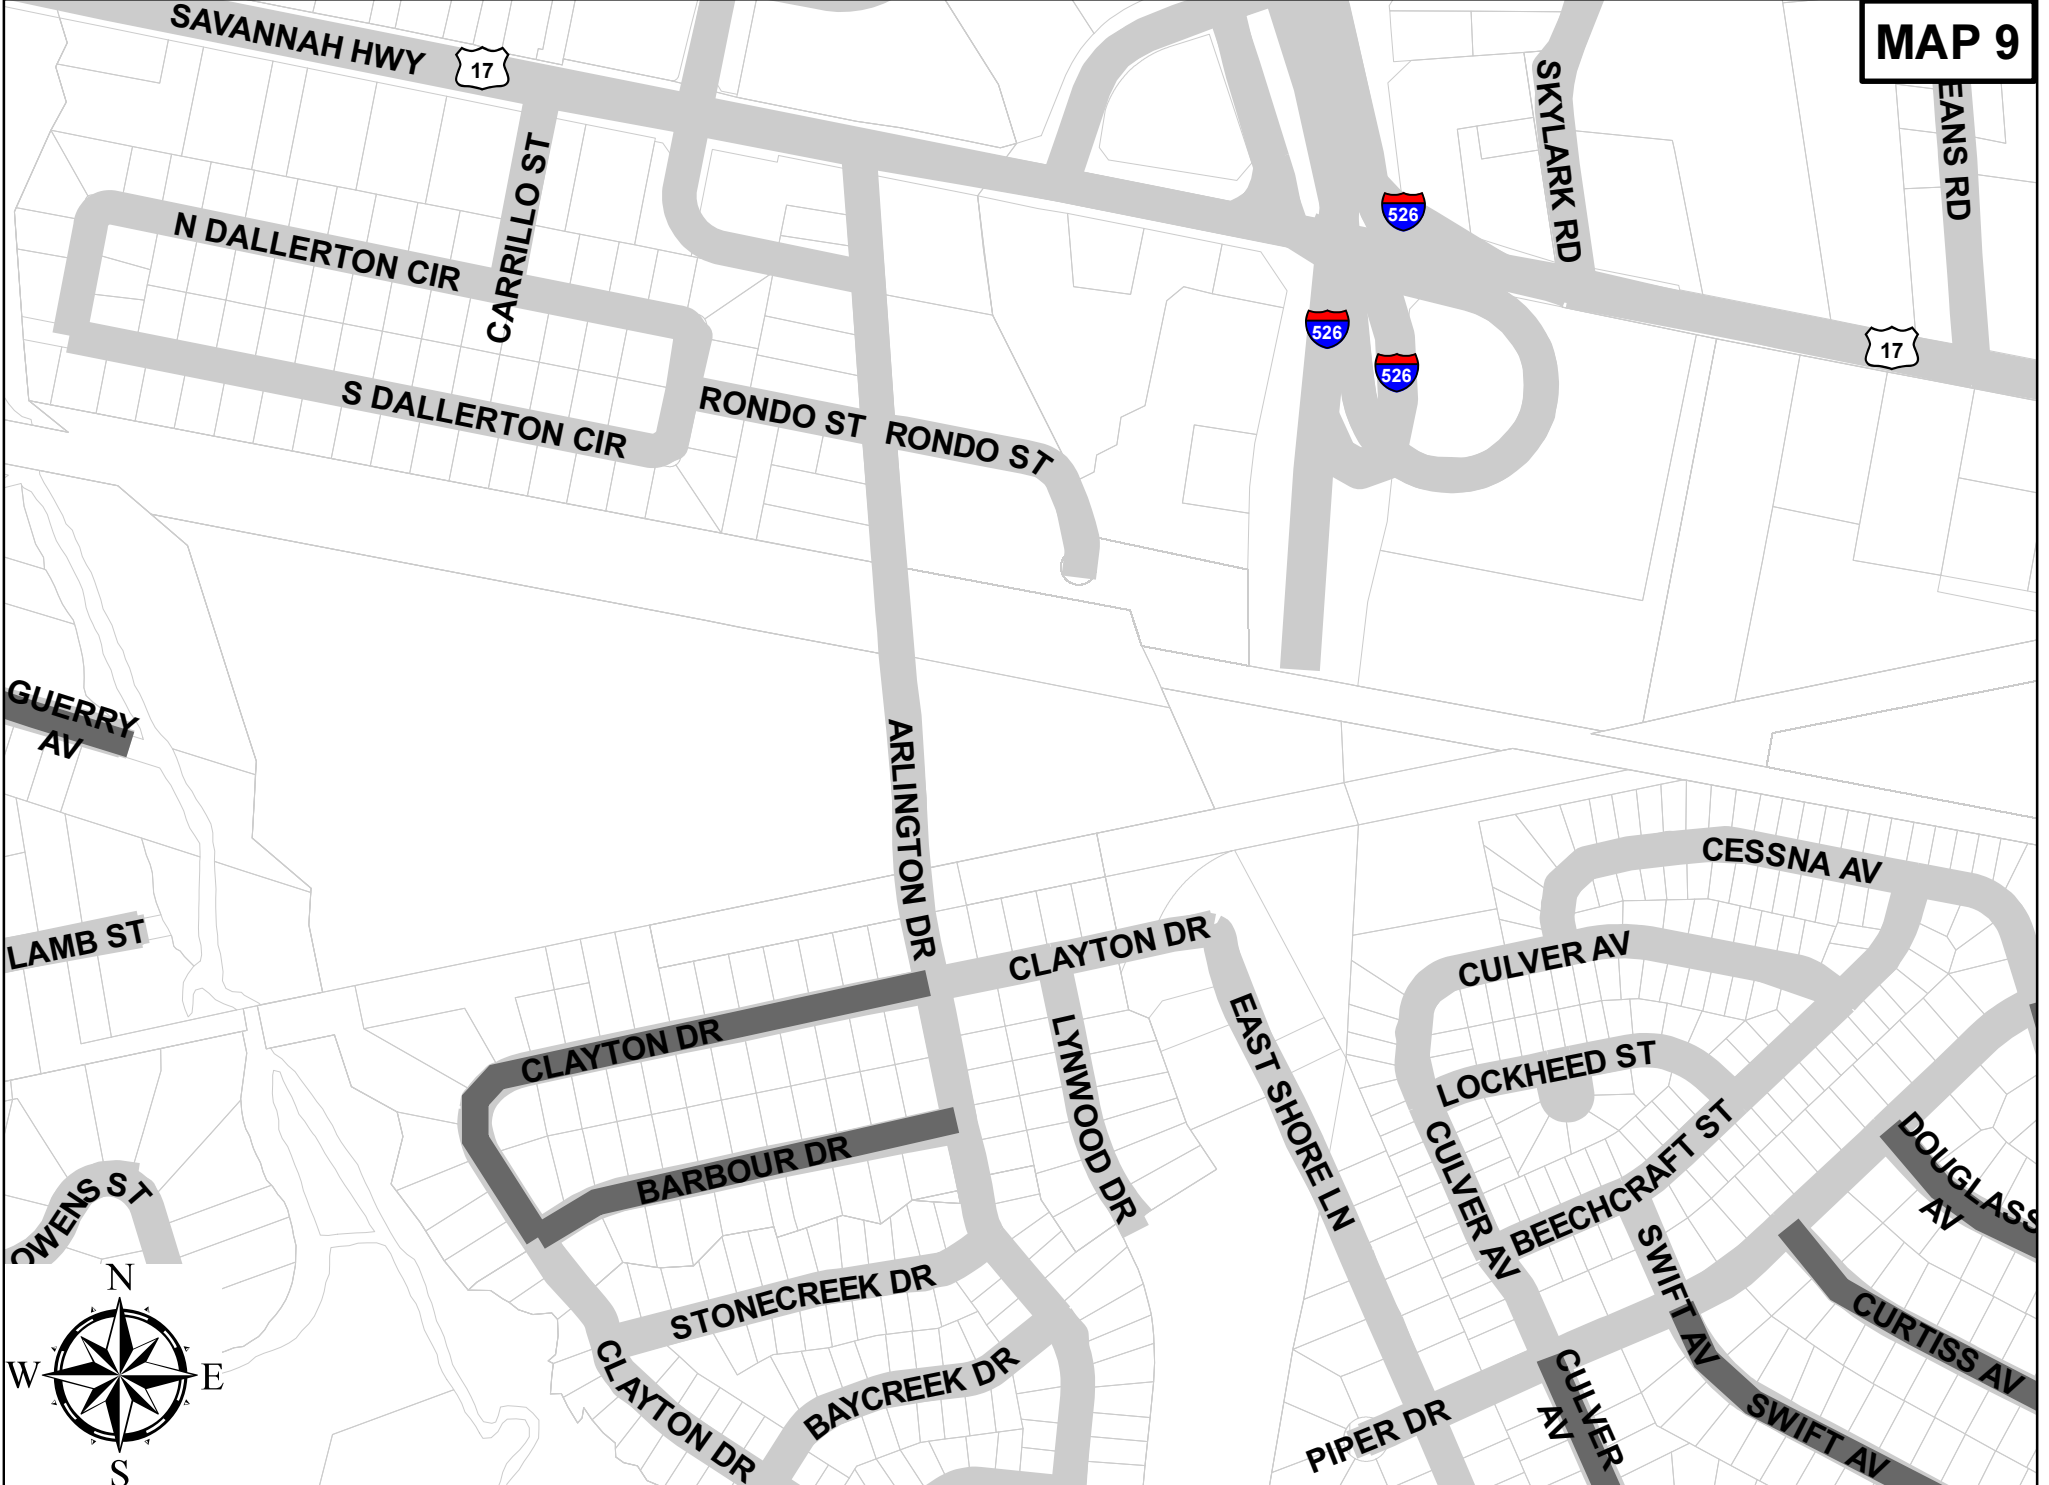 MAP 9
SAVANNAH HWY
17
SKYLARK RD
EANS RD
CARRILLO ST
N DALLERTON CIR
526
526
17
526
S DALLERTON CIR
RONDO ST
RONDO ST
GUERRY
AV
ARLINGTON DR
CESSNA AV
LAMB ST
CLAYTON DR
CULVER AV
CLAYTON DR
LYNWOOD DR
EAST SHORE LN
LOCKHEED ST
BARBOUR DR
CULVER AV
BEECHCRAFT ST
DOUGLASS
AV
OWENS ST
SWIFT AV
STONECREEK DR
CURTISS AV
CLAYTON DR
BAYCREEK DR
PIPER DR
CULVER
AV
SWIFT AV
N
W
E
S